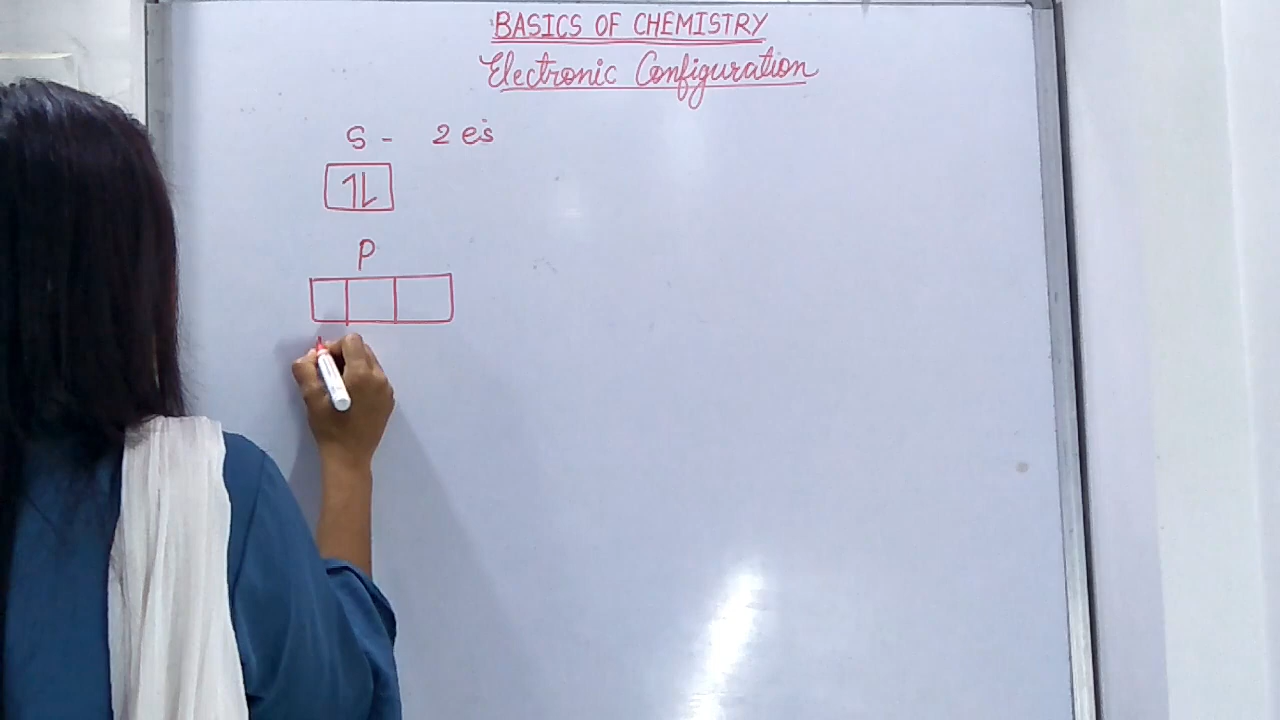 BASICS OF CHEMISTRY
Electronic Configuration
S - 2 e's
1L
P